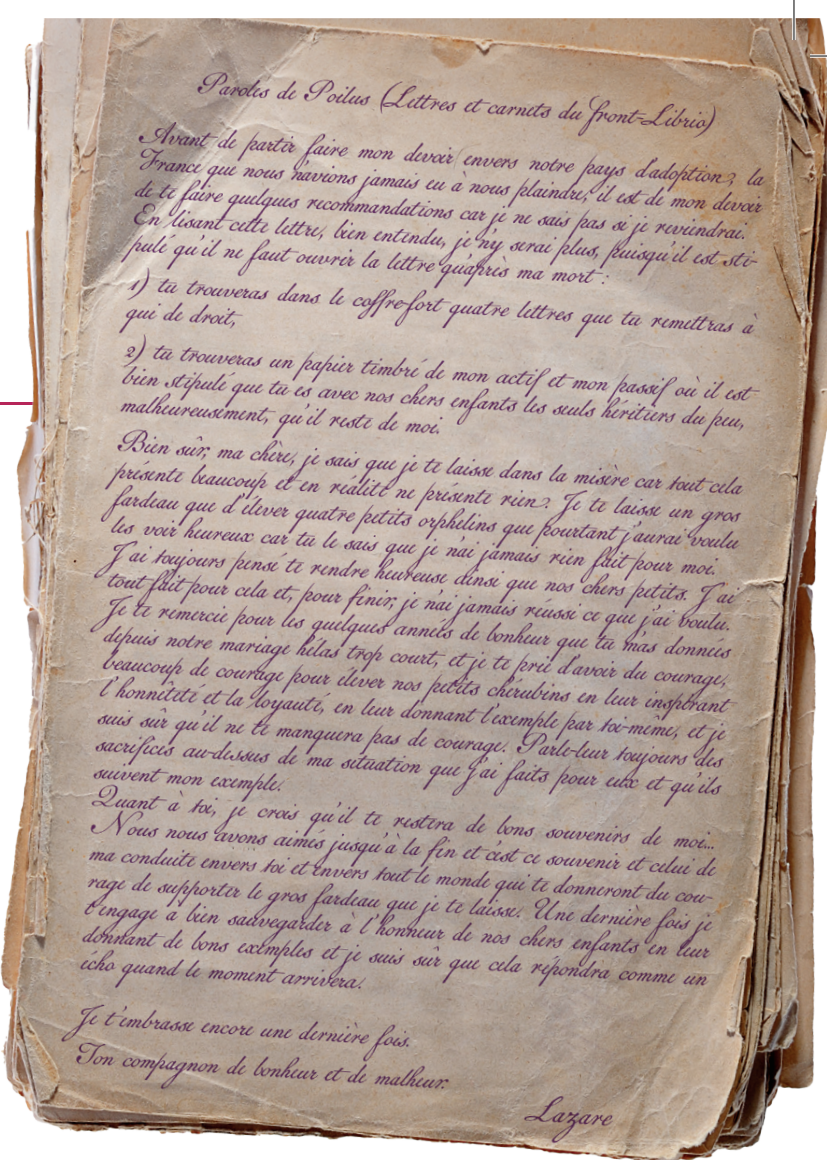 Paroles de Poilus (Lettres et carnets du front-Librio)
Avant de partir faire mon devoir envers notre pays d'adoption ?, la
France que nous n'avions jamais eu à nous plaindre, il est de mon devoir
de te faire quelques recommandations car je ne sais pas si je reviendrai.
En lisant cette lettre, bien entendu, je n'y serai plus, puisqu'il est sti-
pulé qu'il ne faut ouvrir la lettre qu'après ma mort :
1) tu trouveras dans le coffre-fort quatre lettres que tu remettras à
qui de droit,
2) tu trouveras un papier timbré de mon actif et mon passif où il est
bien stipulé que tu es avec nos chers enfants les seuls héritiers du peu,
malheureusement, qu'il reste de moi.
Bien sûr, ma chère, je sais que je te laisse dans la misère car tout cela
présente beaucoup et en réalité ne présente rien ?. Je te laisse un gros
fardeau que d'élever quatre petits orphelins que pourtant j'aurai voulu
les voir heureux car tu le sais que je n'ai jamais rien fait pour moi.
J'ai toujours pensé te rendre heureuse ainsi que nos chers petits. J'ai
tout fait pour cela et, pour finir, je n'ai jamais reussi ce que j'ai voulu.
Je te remercie pour les quelques années de bonheur que tu m'as données
depuis notre mariage hélas trop court, et je te prie d'avoir du courage,
beaucoup de courage pour élever nos petits chérubins en leur inspirant
l'honnêteté et la loyauté, en leur donnant l'exemple par toi-même, et je
suis sûr qu'il ne te manquera pas de courage. Parle-leur toujours des
sacrifices au-dessus de ma situation que j'ai faits pour eux et qu'ils
suivent mon exemple.
Quant à toi, je crois qu'il te restera de bons souvenirs de moi...
Nous nous avons aimés jusqu'à la fin et c'est ce souvenir et celui de
ma conduite envers toi et envers tout le monde qui te donneront du cou-
rage de supporter le gros fardeau que je te laisse. Une dernière fois je
t'engage à bien sauvegarder à l'honneur de nos chers enfants en leur
donnant de bons exemples et je suis sûr que cela répondra comme un
écho quand le moment arrivera.
Je t'embrasse encore une dernière fois.
Ton compagnon de bonheur et de malheur.
Lazare